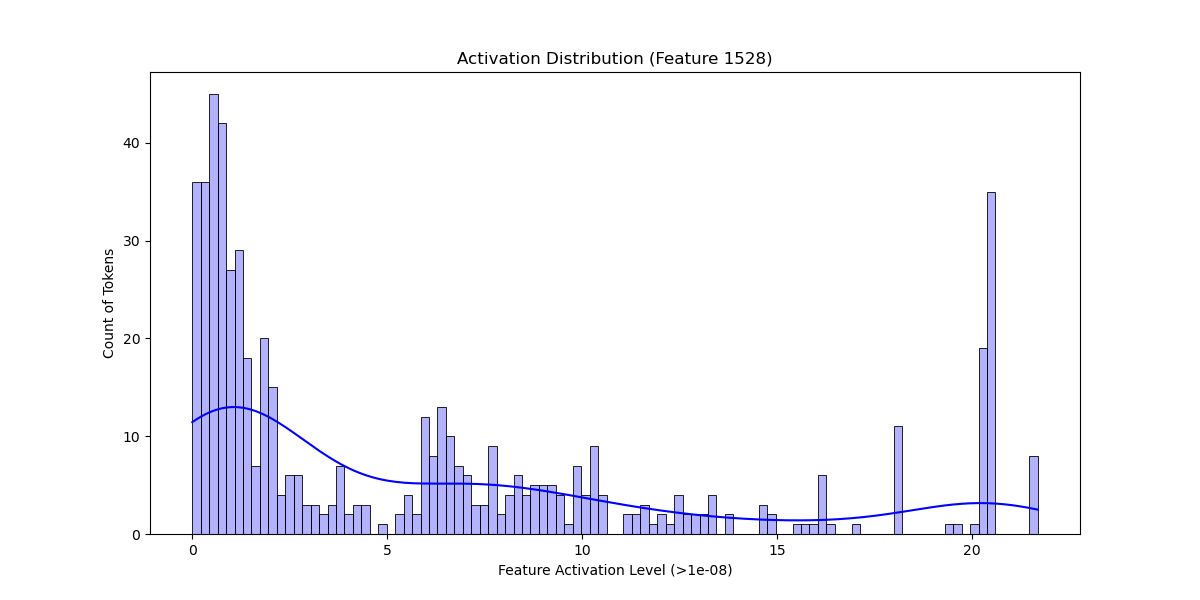 Activation Distribution (Feature 1528)
40
30
20
10
0
Count of Tokens
0 5 10 15 20
Feature Activation Level (>1e-08)